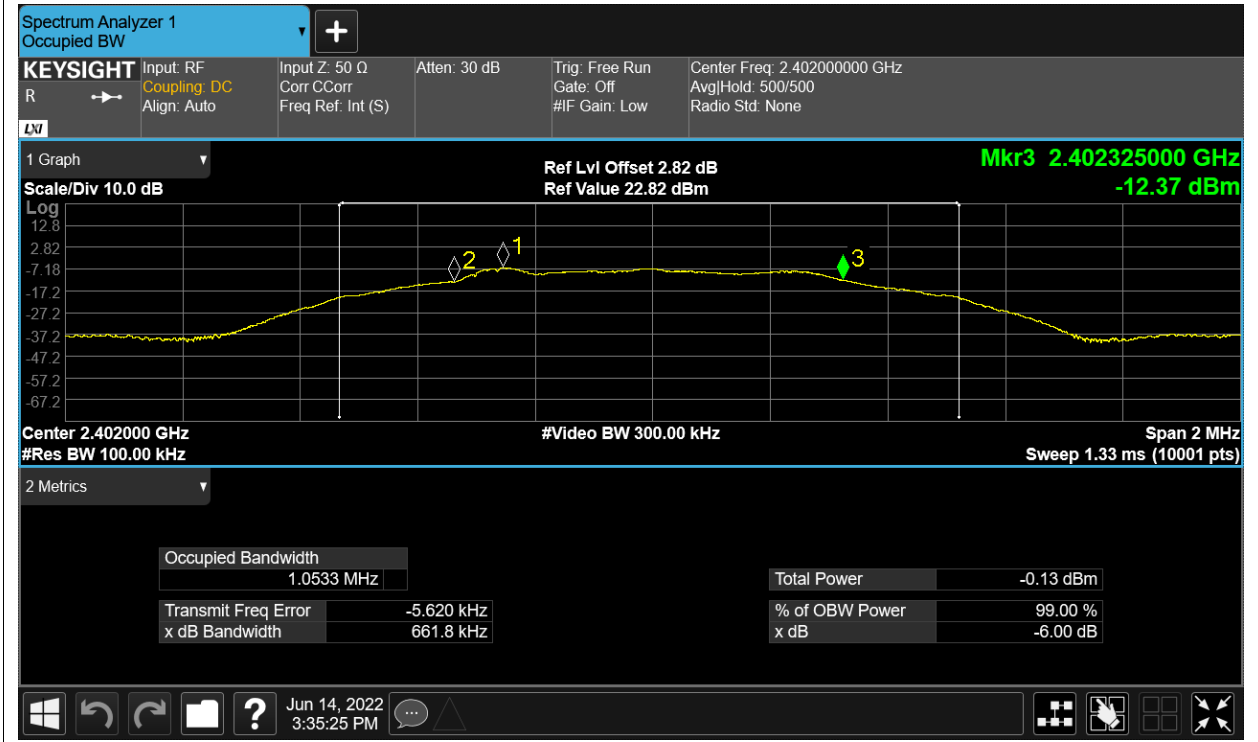 Spectrum Analyzer 1
Occupied BW
KEYSIGHT Input: RF Input Z: 50 Ω Atten: 30 dB Trig: Free Run Center Freq: 2.402000000 GHz
R Coupling: DC Corr CCorr Gate: Off Avg|Hold: 500/500
Align: Auto Freq Ref: Int (S) #IF Gain: Low Radio Std: None
LXI
1 Graph Ref Lvl Offset 2.82 dB Mkr3 2.402325000 GHz
Scale/Div 10.0 dB Ref Value 22.82 dBm -12.37 dBm
Log
12.8
2.82
-7.18
-17.2
-27.2
-37.2
-47.2
-57.2
-67.2
2 1 3
Center 2.402000 GHz #Video BW 300.00 kHz Span 2 MHz
#Res BW 100.00 kHz Sweep 1.33 ms (10001 pts)
2 Metrics
Occupied Bandwidth
1.0533 MHz Total Power -0.13 dBm
Transmit Freq Error -5.620 kHz % of OBW Power 99.00 %
x dB Bandwidth 661.8 kHz x dB -6.00 dB
? Jun 14, 2022
3:35:25 PM